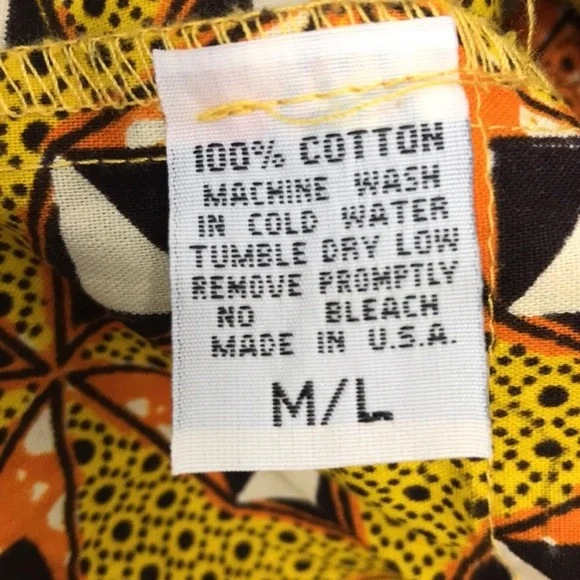 100% COTTON
MACHINE WASH
IN COLD WATER
TUMBLE DRY LOW
REMOVE PROMPTLY
NO BLEACH
MADE IN U.S.A.
M/L